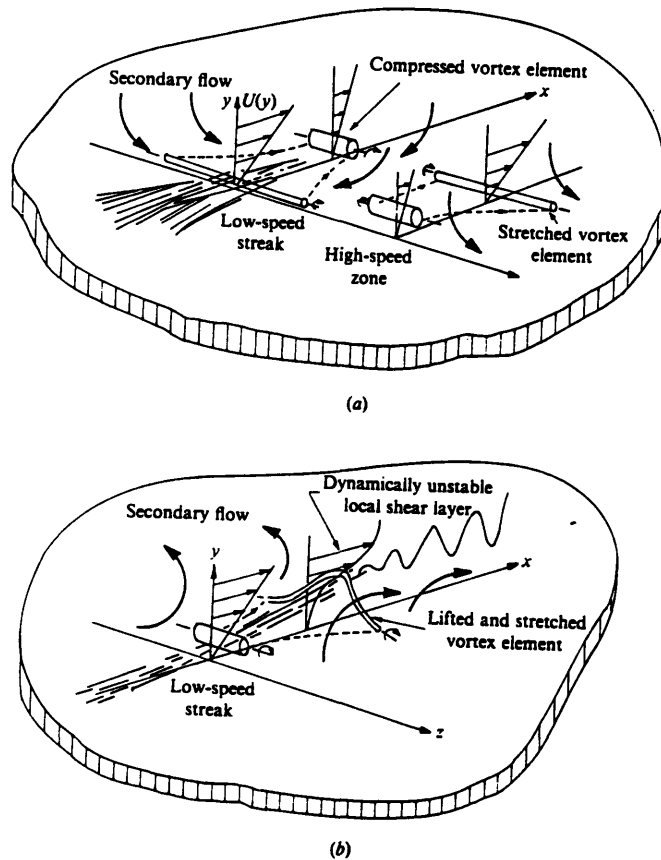 Secondary flow
y
U(y)
Compressed vortex element
x
Low-speed
streak
High-speed
zone
Stretched vortex
element
(a)
Dynamically unstable
local shear layer
Secondary flow
y
x
Lifted and stretched
vortex element
Low-speed
streak
z
(b)